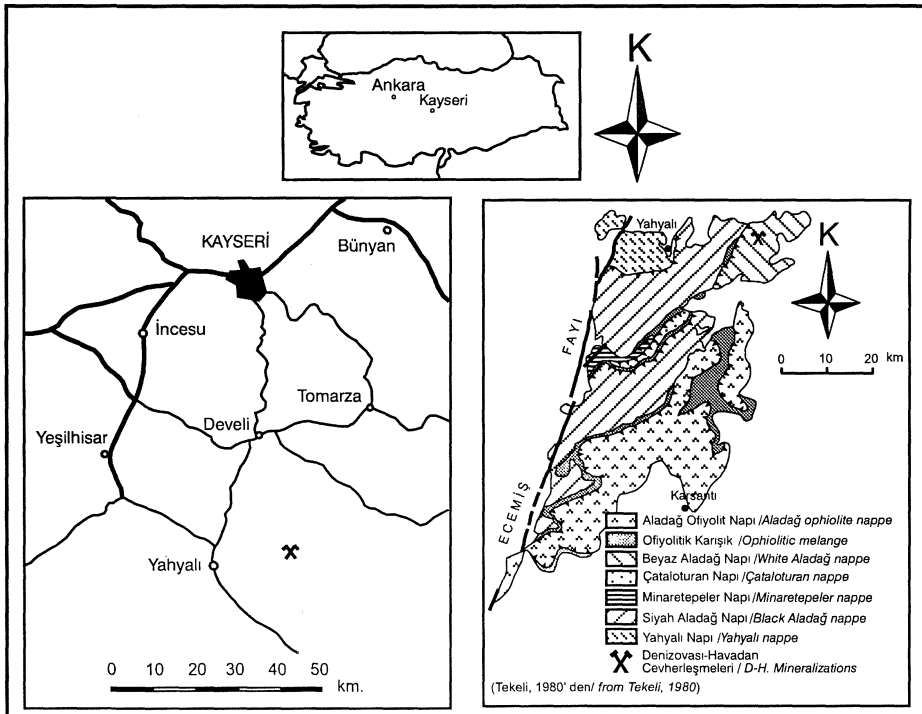 K
Ankara
Kayseri
KAYSERİ
Bünyan
İncesu
Tomarza
Develi
Yeşilhisar
Yahyalı
0 10 20 30 40 50
km.
Yahyalı
K
FAYI
0 10 20 km
ECEMİŞ
Karsantı
Aladağ Ofiyolit Napı /Aladağ ophiolite nappe
Ofiyolitik Karışık /Ophiolitic melange
Beyaz Aladağ Napı/White Aladağ nappe
Çataloturan Napı /Çataloturan nappe
Minaretepeler Napı/Minaretepeler nappe
Siyah Aladağ Napı/Black Aladağ nappe
Yahyalı Napı /Yahyalı nappe
Denizovası-Havadan
Cevherleşmeleri / D-H. Mineralizations
(Tekeli, 1980' den/ from Tekeli, 1980)